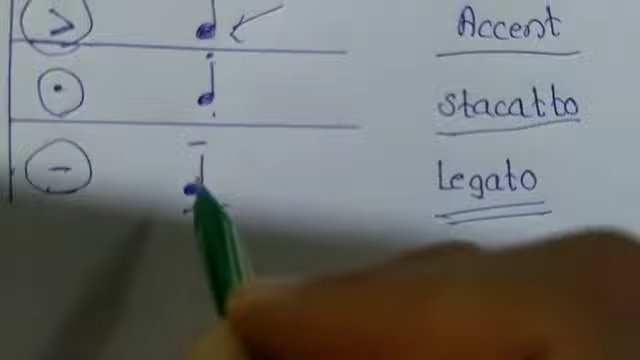 > Accent
• Stacatto
– Legato